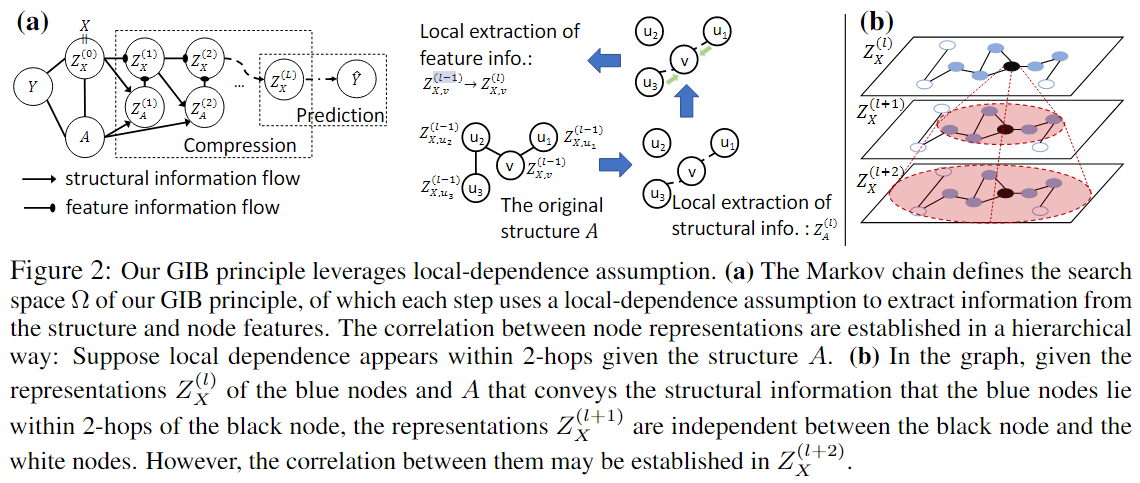 (a)
X
=
Z_X^{(0)}
Z_X^{(1)}
Z_X^{(2)}
Y
...
Z_X^{(L)}
Ŷ
Z_A^{(1)}
Z_A^{(2)}
A
Prediction
Compression
structural information flow
feature information flow
Local extraction of
feature info.:
Z_{X,v}^{(l-1)} → Z_{X,v}^{(l)}
u₂
u₁
v
u₃
Z_{X,u₂}^{(l-1)}
u₂
u₁
Z_{X,u₁}^{(l-1)}
v
Z_{X,v}^{(l-1)}
Z_{X,u₃}^{(l-1)}
u₃
The original
structure A
u₂
u₁
v
u₃
Local extraction of
structural info. : Z_A^{(l)}
(b)
Z_X^{(l)}
Z_X^{(l+1)}
Z_X^{(l+2)}
Figure 2: Our GIB principle leverages local-dependence assumption. (a) The Markov chain defines the search
space Ω of our GIB principle, of which each step uses a local-dependence assumption to extract information from
the structure and node features. The correlation between node representations are established in a hierarchical
way: Suppose local dependence appears within 2-hops given the structure A. (b) In the graph, given the
representations Z_X^{(l)} of the blue nodes and A that conveys the structural information that the blue nodes lie
within 2-hops of the black node, the representations Z_X^{(l+1)} are independent between the black node and the
white nodes. However, the correlation between them may be established in Z_X^{(l+2)}.